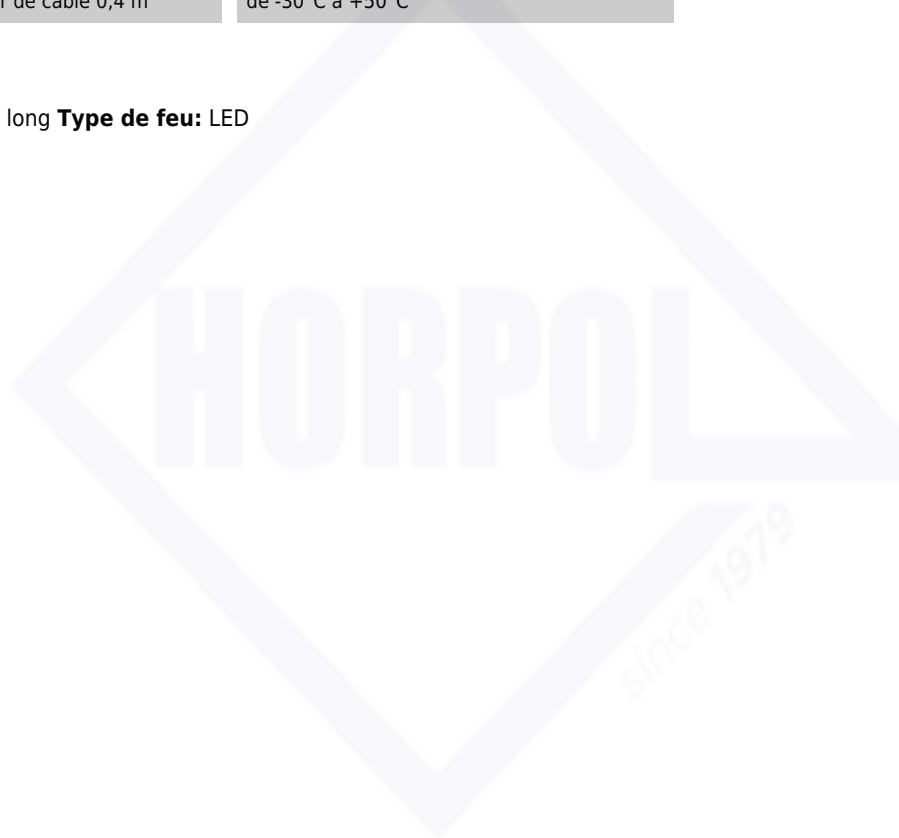 r de câble 0,4 m de -30°C à +50°C
long Type de feu: LED
HORPOL
since 1979